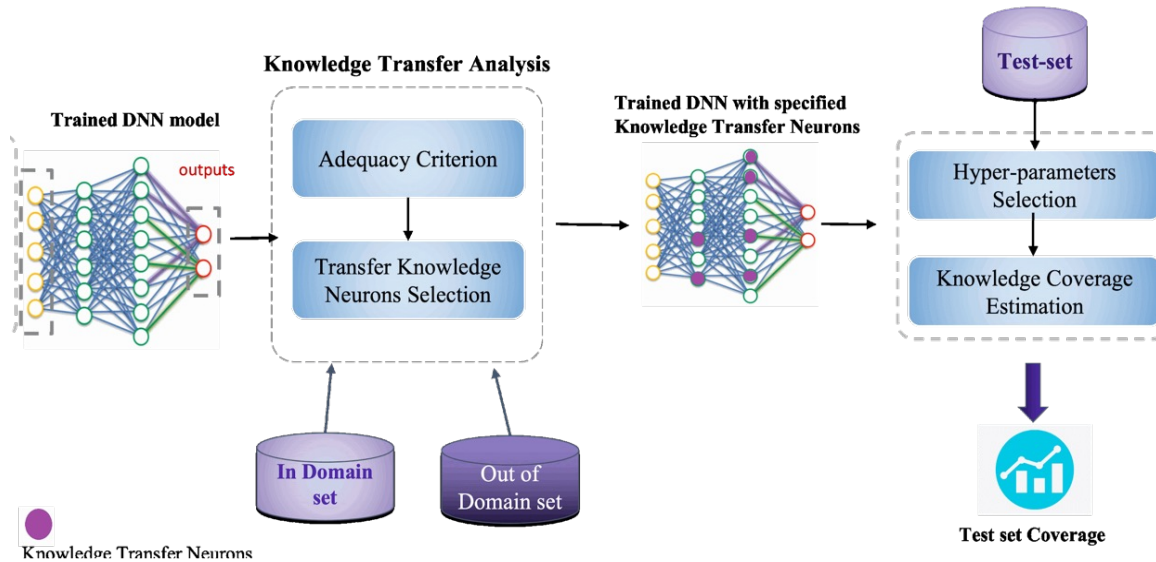 Test-set
Knowledge Transfer Analysis
Trained DNN model
outputs
Adequacy Criterion
Transfer Knowledge
Neurons Selection
Trained DNN with specified
Knowledge Transfer Neurons
Hyper-parameters
Selection
Knowledge Coverage
Estimation
In Domain
set
Out of
Domain set
Test set Coverage
Knowledge Transfer Neurons